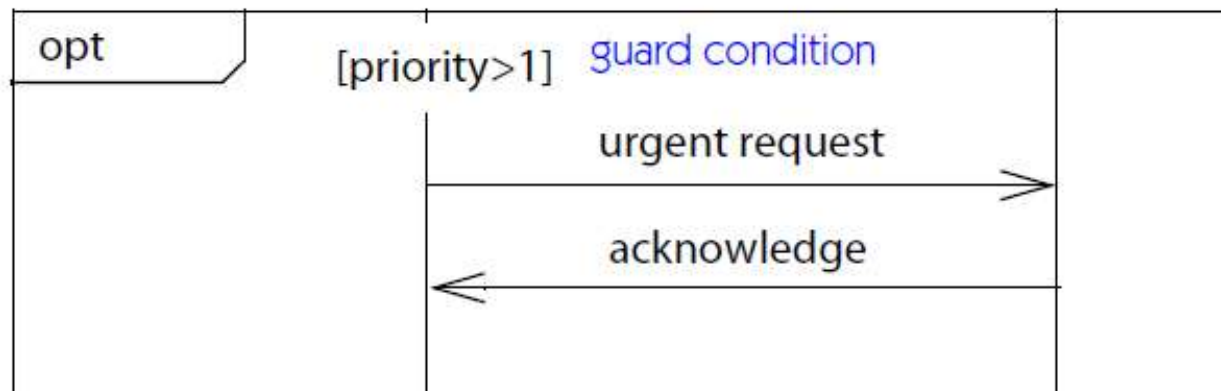 opt
[priority>1] guard condition
urgent request
acknowledge